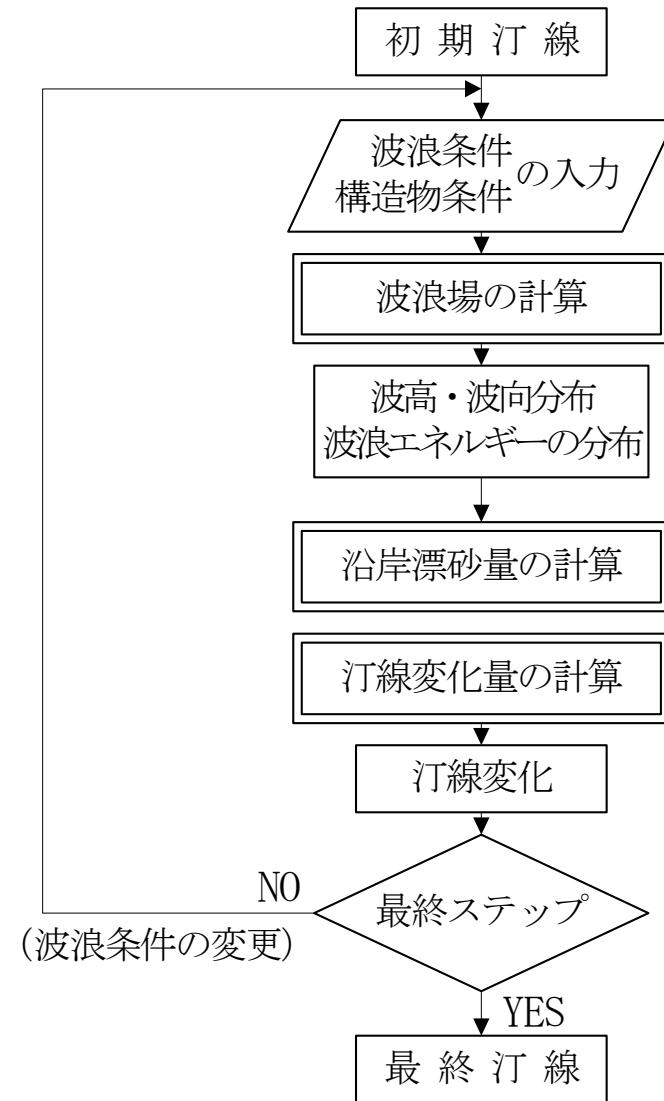 初期汀線
波浪条件
構造物条件
の入力
波浪場の計算
波高・波向分布
波浪エネルギーの分布
沿岸漂砂量の計算
汀線変化量の計算
汀線変化
最終ステップ
NO
(波浪条件の変更)
YES
最終汀線